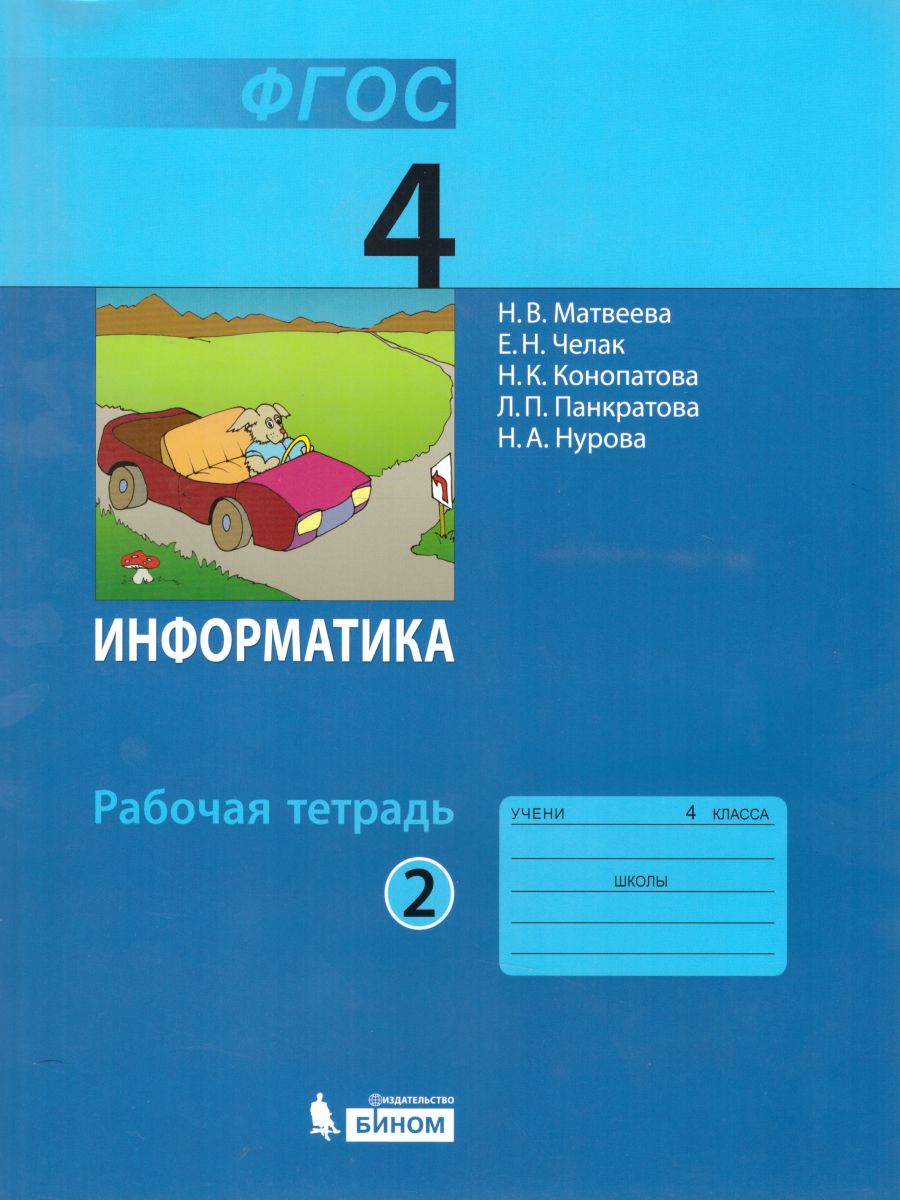 ФГОС
4
Н. В. Матвеева
Е. Н. Челак
Н. К. Конопатова
Л. П. Панкратова
Н. А. Нурова
ИНФОРМАТИКА
Рабочая тетрадь
2
УЧЕНИ 4 КЛАССА
ШКОЛЫ
ИЗДАТЕЛЬСТВО
БИНОМ